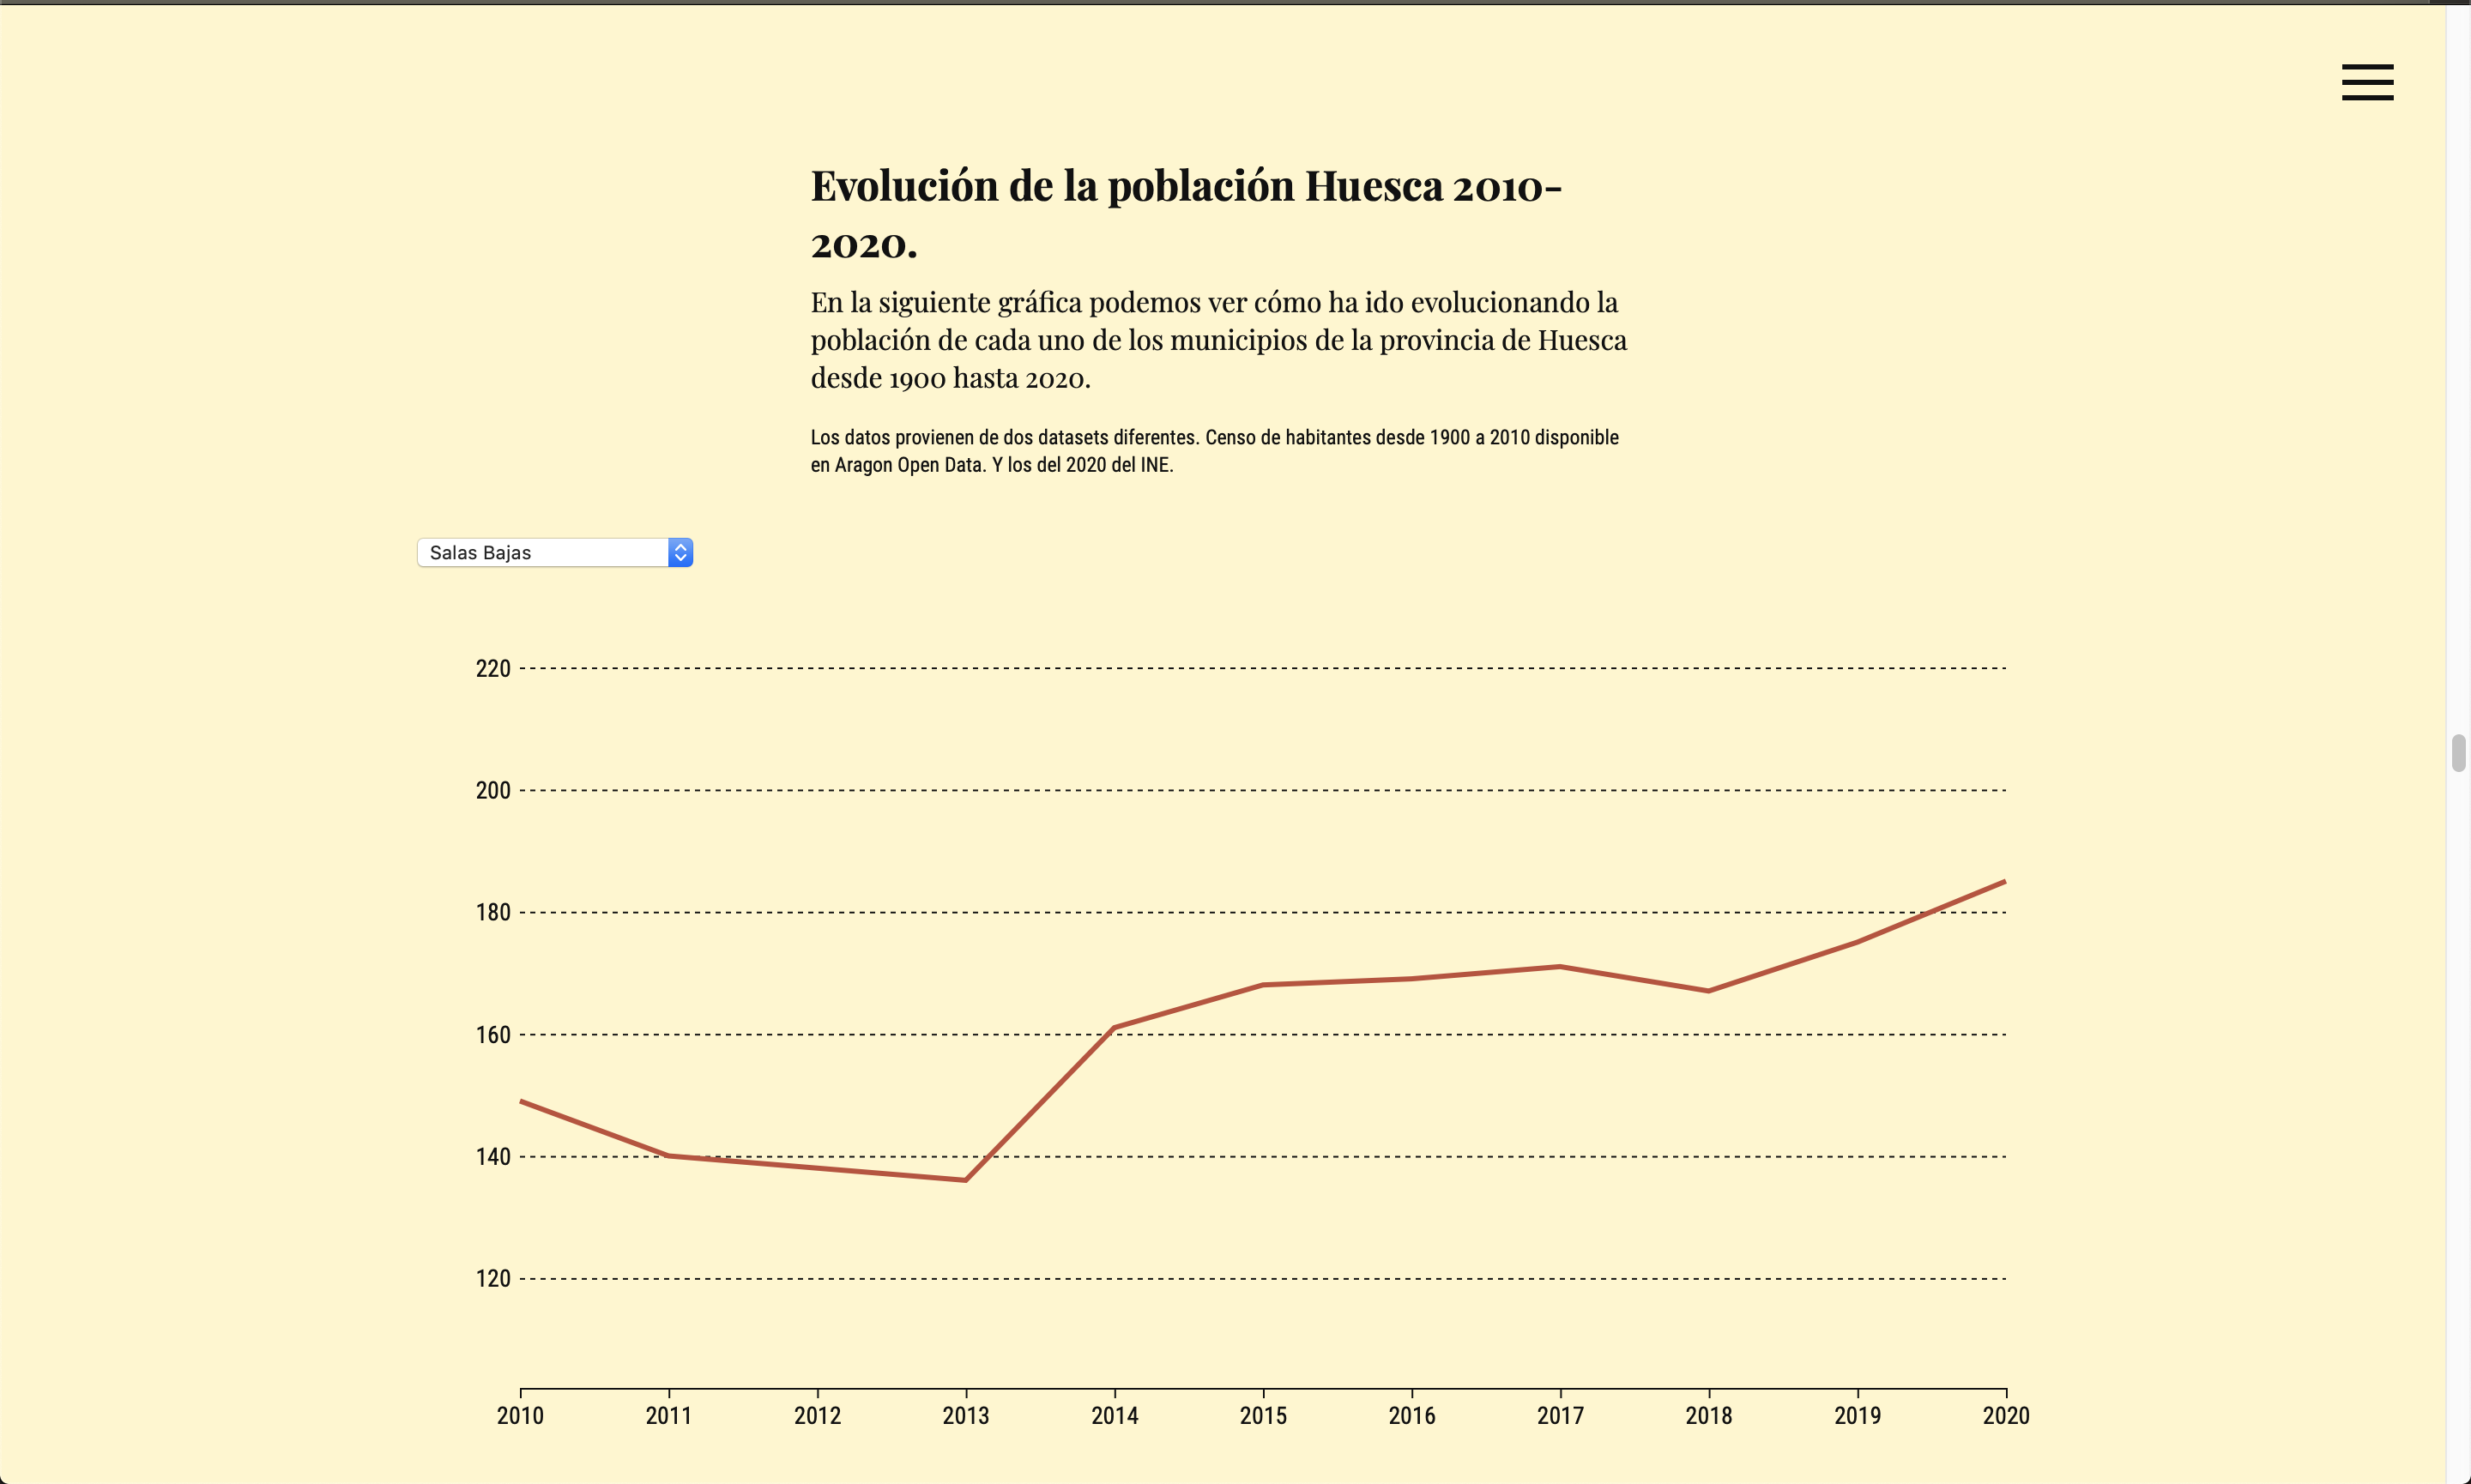 Evolución de la población Huesca 2010-
2020.
En la siguiente gráfica podemos ver cómo ha ido evolucionando la
población de cada uno de los municipios de la provincia de Huesca
desde 1900 hasta 2020.
Los datos provienen de dos datasets diferentes. Censo de habitantes desde 1900 a 2010 disponible
en Aragon Open Data. Y los del 2020 del INE.
Salas Bajas
220
200
180
160
140
120
2010 2011 2012 2013 2014 2015 2016 2017 2018 2019 2020